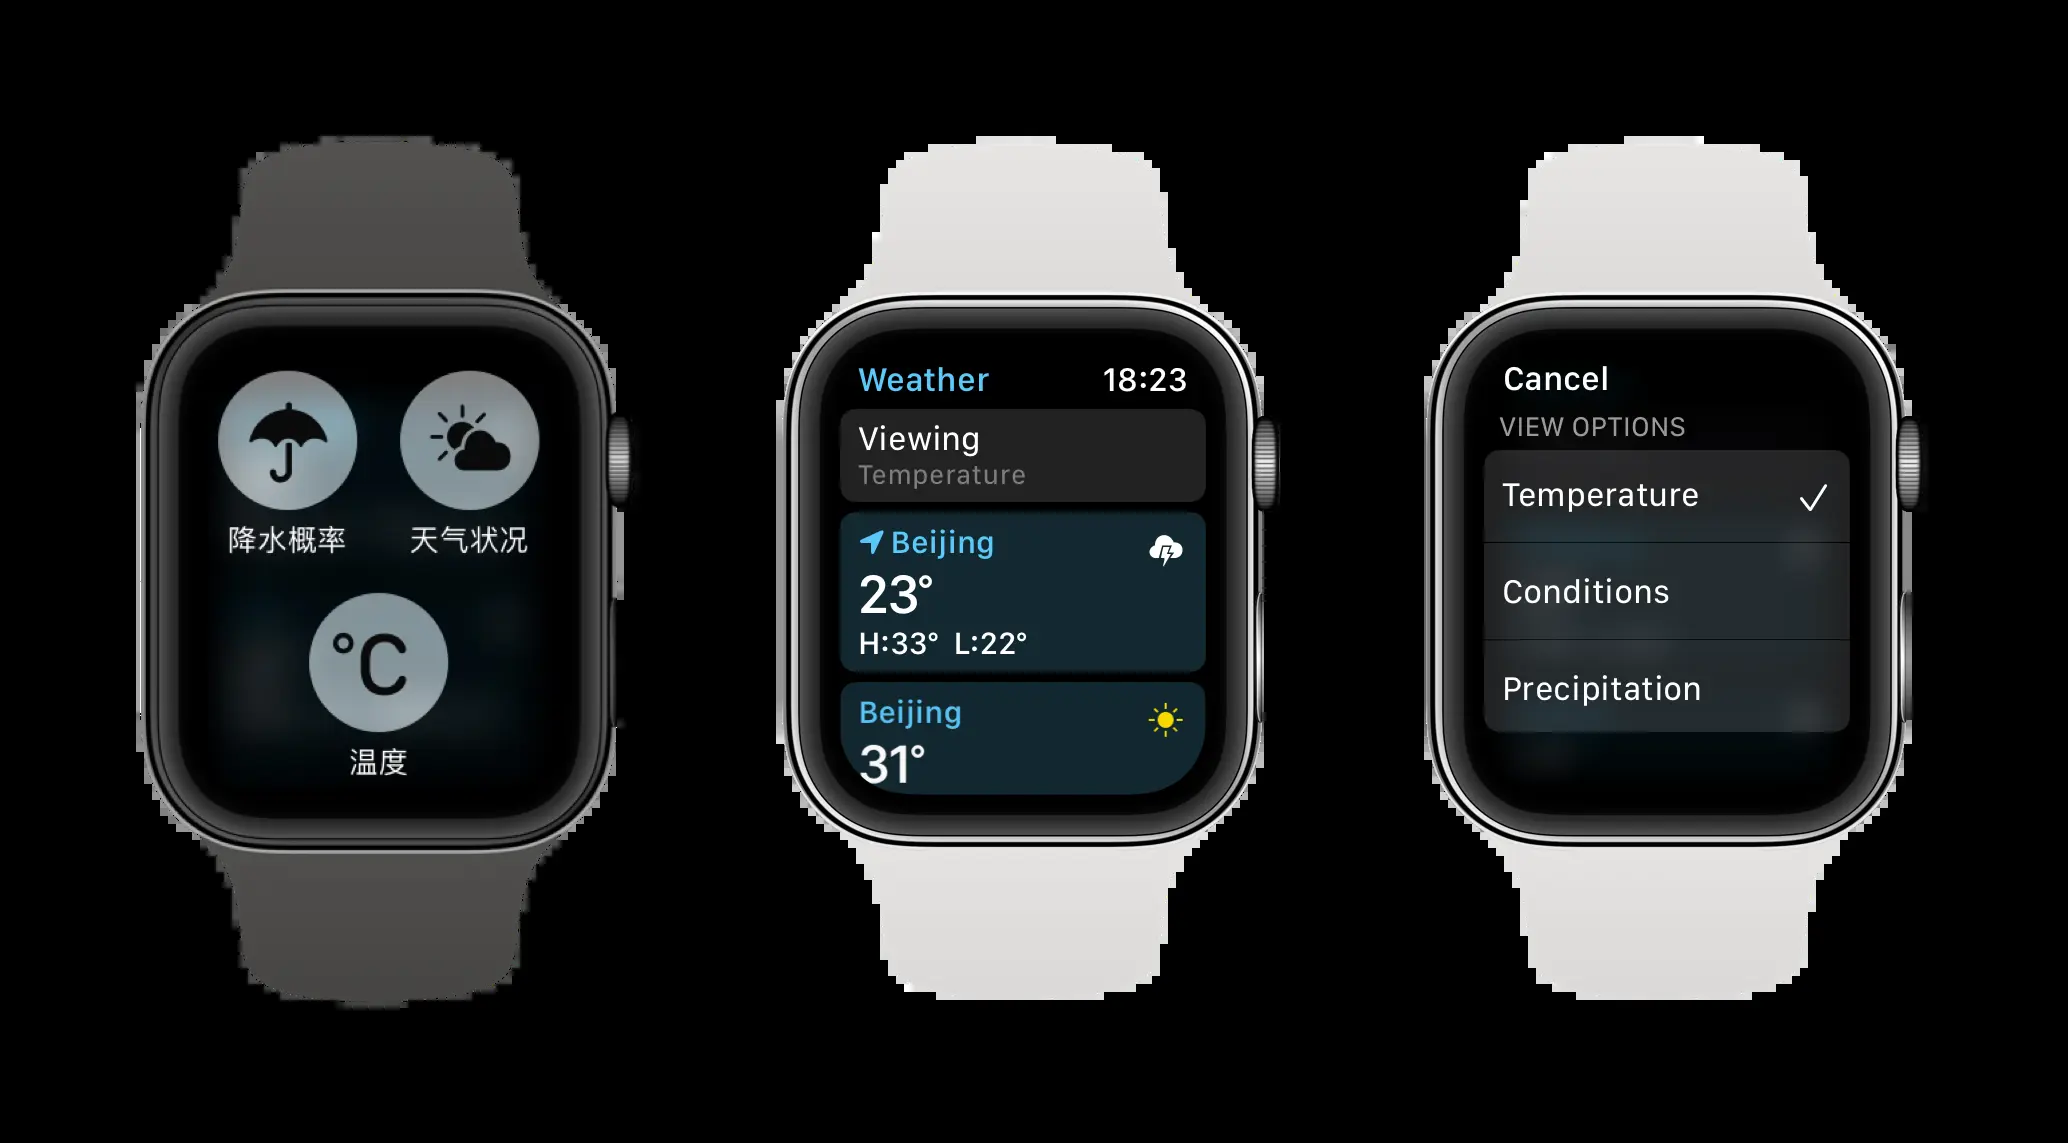 降水概率
天气状况
°C
温度
Weather 18:23
Viewing
Temperature
Beijing
23°
H:33° L:22°
Beijing
31°
Cancel
VIEW OPTIONS
Temperature
Conditions
Precipitation